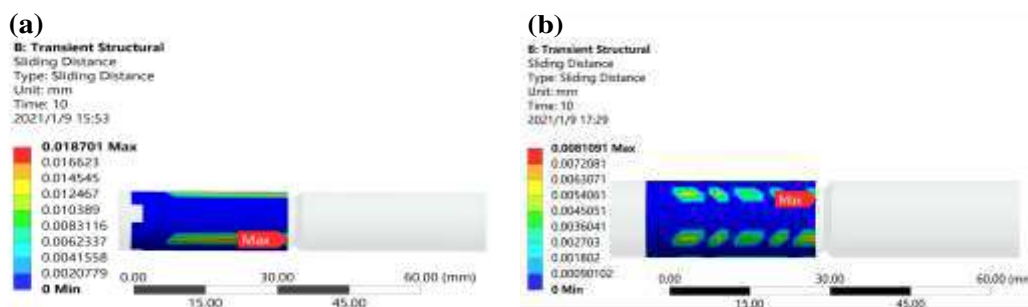 (a)
B: Transient Structural
Sliding Distance
Type: Sliding Distance
Unit: mm
Time: 10
2021/1/9 15:53
0.018701 Max
0.016623
0.014545
0.012467
0.010389
0.0083116
0.0062337
0.0041558
0.0020779
0 Min
Max
0.00
30.00
60.00 (mm)
15.00
45.00
(b)
B: Transient Structural
Sliding Distance
Type: Sliding Distance
Unit: mm
Time: 10
2021/1/9 17:29
0.0081091 Max
0.0072081
0.0063071
0.0054061
0.0045051
0.0036041
0.002703
0.001802
0.00090102
0 Min
Max
0.00
30.00
60.00 (mm)
15.00
45.00